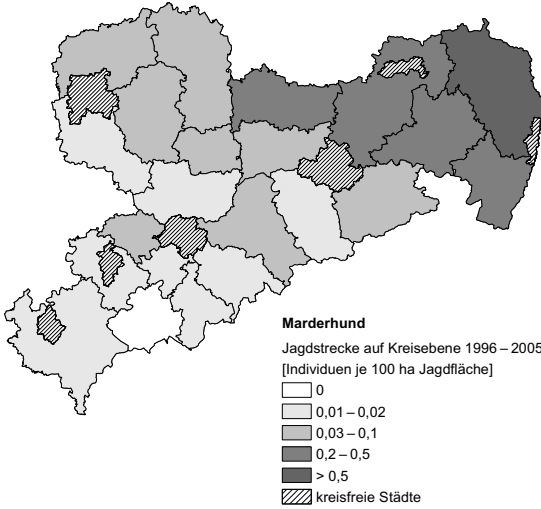 Marderhund
Jagdstrecke auf Kreisebene 1996 – 2005
[Individuen je 100 ha Jagdfläche]
0
0,01 – 0,02
0,03 – 0,1
0,2 – 0,5
> 0,5
kreisfreie Städte